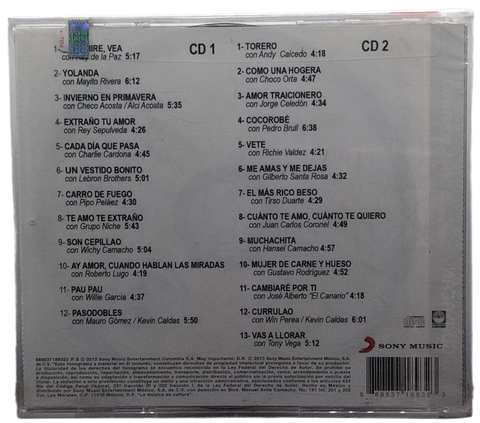 CD 1
1- MIRE, VEA
con Rey de la Paz 5:17
2- YOLANDA
con Mayito Rivera 6:12
3- INVIERNO EN PRIMAVERA
con Checo Acosta / Alci Acosta 5:35
4- EXTRAÑO TU AMOR
con Rey Sepulveda 4:26
5- CADA DÍA QUE PASA
con Charlie Cardona 4:45
6- UN VESTIDO BONITO
con Lebron Brothers 5:01
7- CARRO DE FUEGO
con Pipo Peláez 4:30
8- TE AMO TE EXTRAÑO
con Grupo Niche 5:43
9- SON CEPILLAO
con Wichy Camacho 5:04
10- AY AMOR, CUANDO HABLAN LAS MIRADAS
con Roberto Lugo 4:19
11- PAU PAU
con Willie García 4:37
12- PASODOBLES
con Mauro Gómez / Kevin Caldas 5:50
CD 2
1- TORERO
con Andy Caicedo 4:18
2- COMO UNA HOGERA
con Choco Orta 4:47
3- AMOR TRAICIONERO
con Jorge Celedón 4:34
4- COCOROBÉ
con Pedro Brull 6:38
5- VETE
con Richie Valdez 4:21
6- ME AMAS Y ME DEJAS
con Gilberto Santa Rosa 4:32
7- EL MÁS RICO BESO
con Tirso Duarte 4:29
8- CUÁNTO TE AMO, CUÁNTO TE QUIERO
con Juan Carlos Coronel 4:49
9- MUCHACHITA
con Hansel Camacho 4:57
10- MUJER DE CARNE Y HUESO
con Gustavo Rodríguez 4:52
11- CAMBIARÉ POR TI
con José Alberto "El Canario" 4:18
12- CURRULAO
con Win Perea / Kevin Caldas 6:01
13- VAS A LLORAR
con Tony Vega 5:12
SONY MUSIC